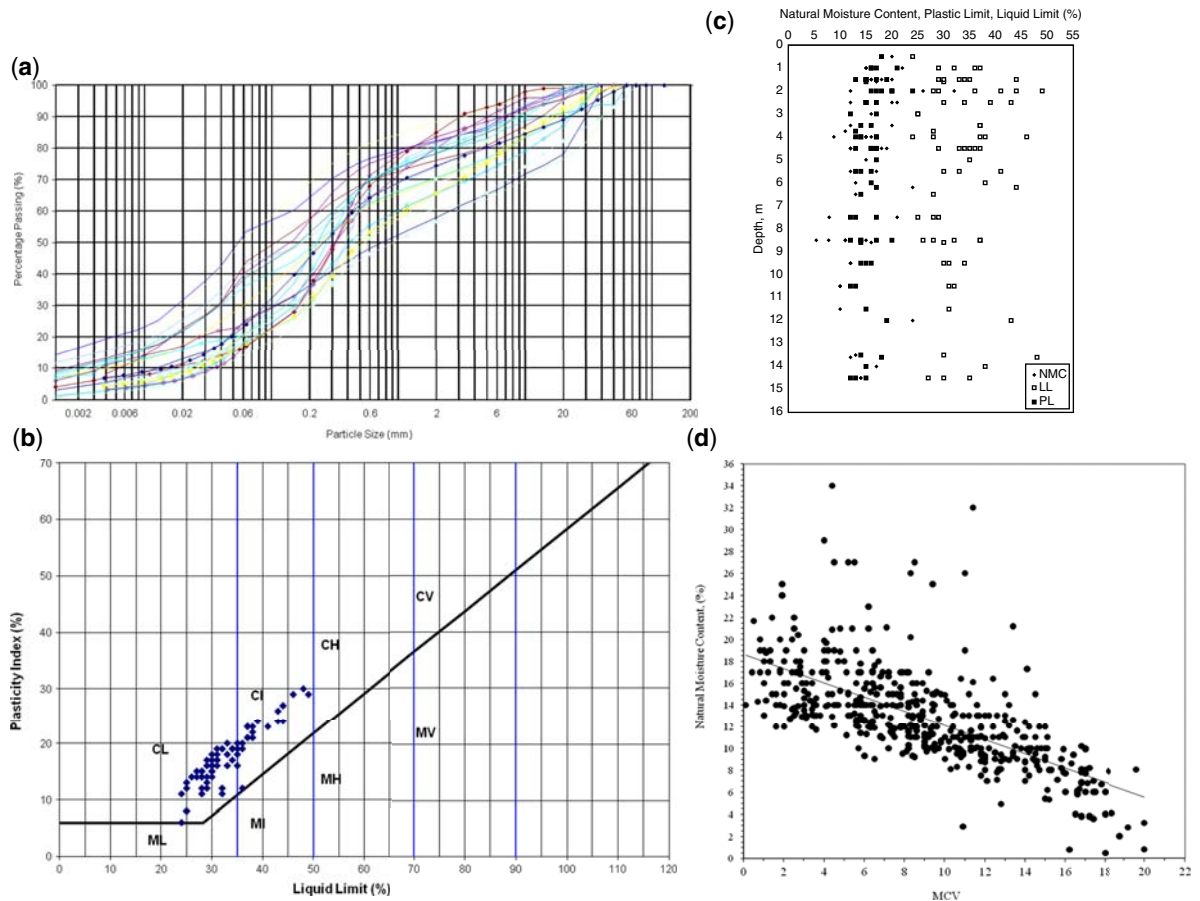 (a)
Percentage Passing (%)
100
90
80
70
60
50
40
30
20
10
0
0.002 0.006 0.02 0.06 0.2 0.6 2 6 20 60 200
Particle Size (mm)
(b)
Plasticity Index (%)
70
60
50
40
30
20
10
0
CL
CI
CH
CV
ML
MI
MH
MV
0 10 20 30 40 50 60 70 80 90 100 110 120
Liquid Limit (%)
(c)
Natural Moisture Content, Plastic Limit, Liquid Limit (%)
0 5 10 15 20 25 30 35 40 45 50 55
Depth, m
0
1
2
3
4
5
6
7
8
9
10
11
12
13
14
15
16
NMC
LL
PL
(d)
Natural Moisture Content, (%)
36
34
32
30
28
26
24
22
20
18
16
14
12
10
8
6
4
2
0
0 2 4 6 8 10 12 14 16 18 20 22
MCV